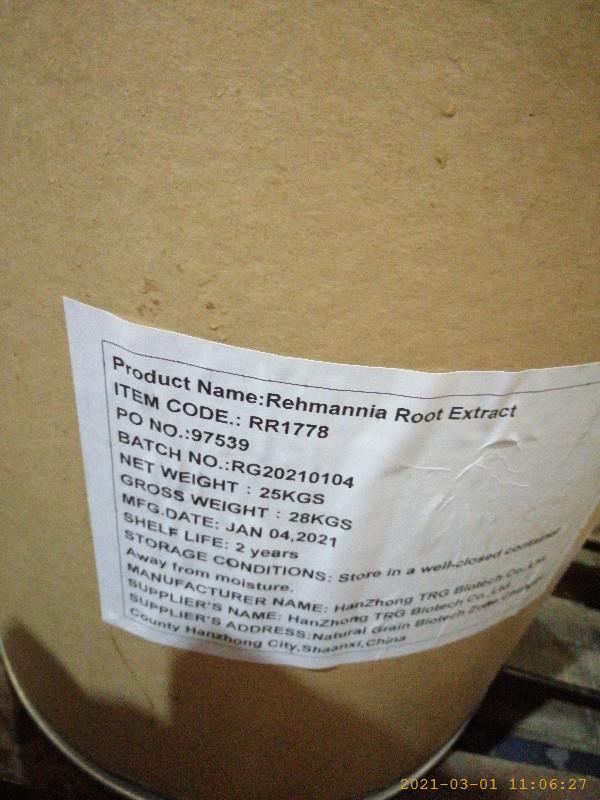 Product Name:Rehmannia Root Extract
ITEM CODE.: RR1778
PO NO.:97539
BATCH NO.:RG20210104
NET WEIGHT : 25KGS
GROSS WEIGHT : 28KGS
MFG.DATE: JAN 04,2021
SHELF LIFE: 2 years
STORAGE CONDITIONS: Store in a well-closed container
Away from moisture.
MANUFACTURER NAME: HanZhong TRG Biotech Co.,Ltd.
SUPPLIER'S NAME: HanZhong TRG Biotech Co.,Ltd.
SUPPLIER'S ADDRESS:Natural Grain Biotech Zone,
County Hanzhong City,Shaanxi,China
2021-03-01 11:06:27